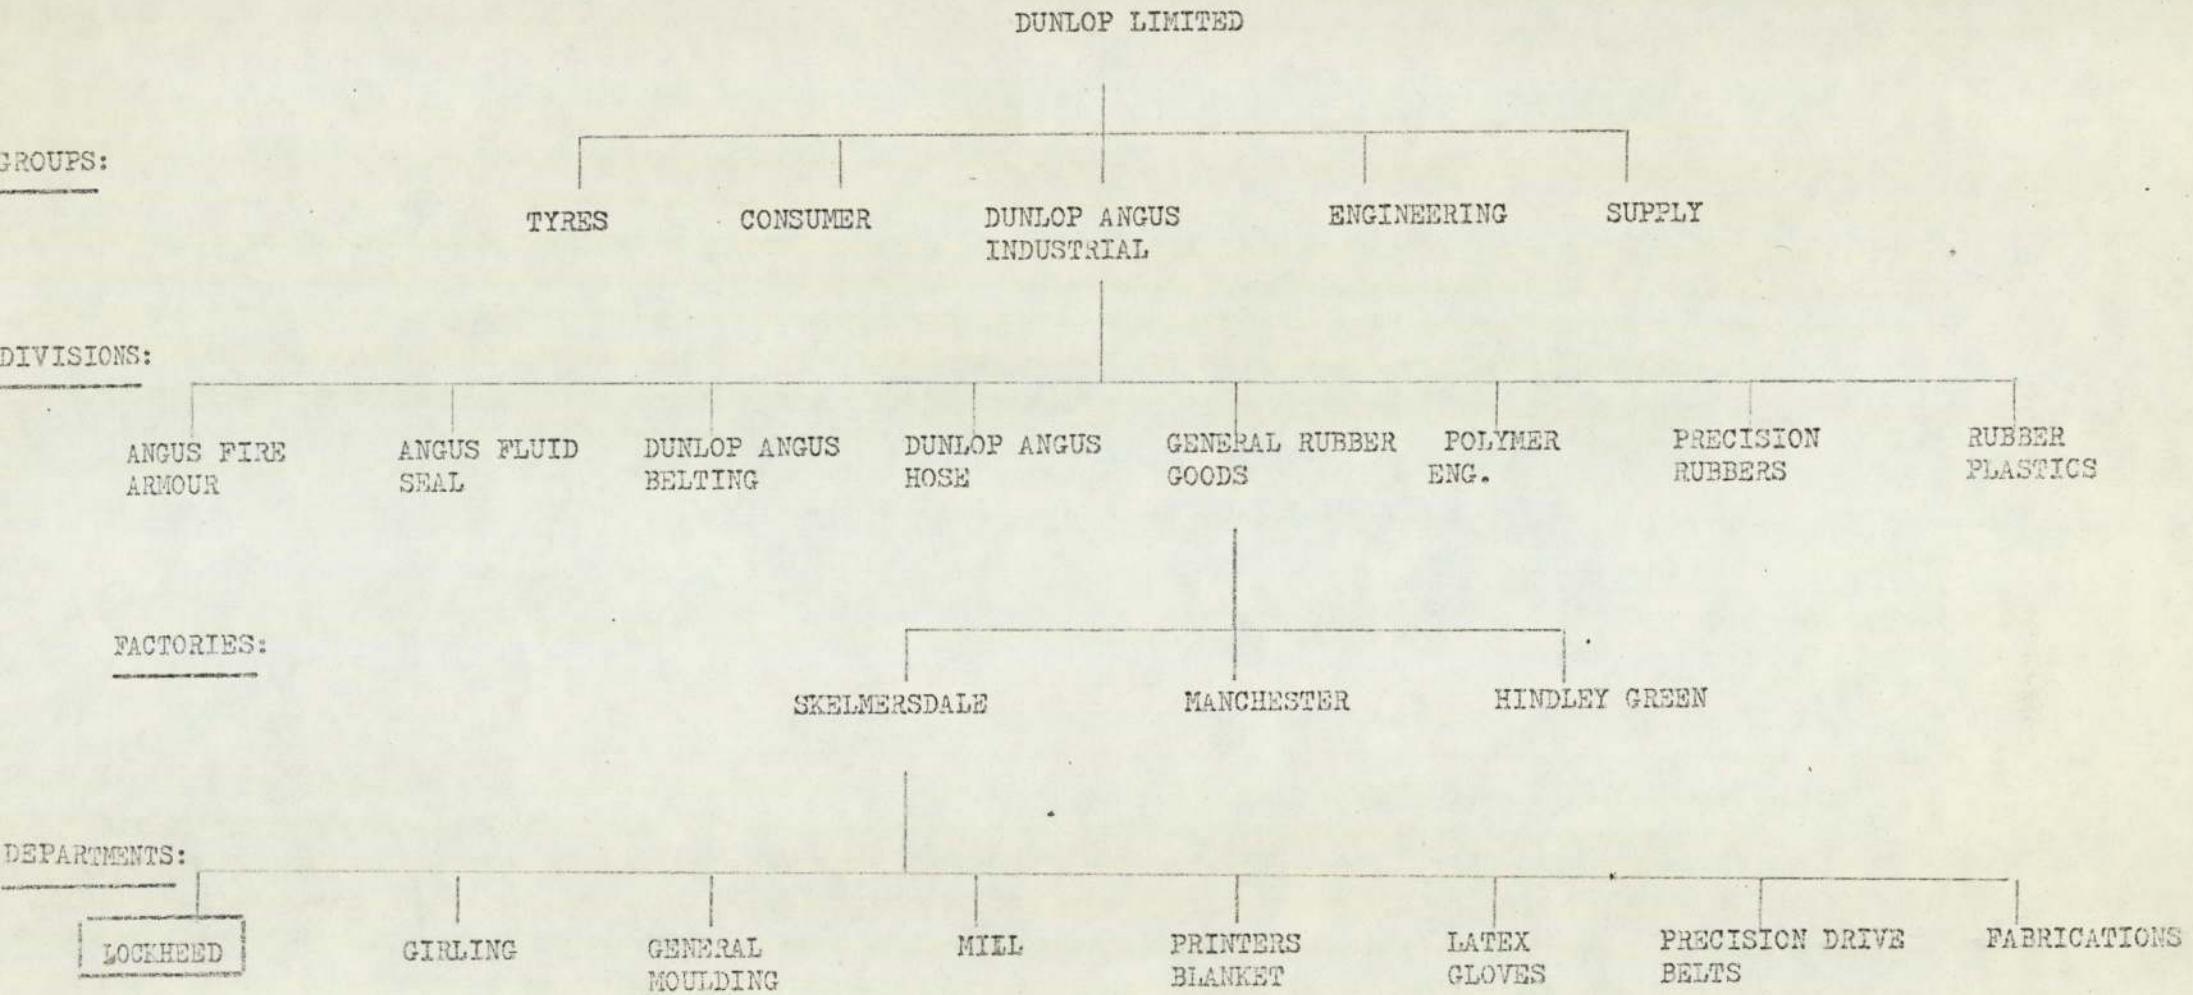 DUNLOP LIMITED
GROUPS:
TYRES
CONSUMER
DUNLOP ANGUS
INDUSTRIAL
ENGINEERING
SUPPLY
DIVISIONS:
ANGUS FIRE
ARMOUR
ANGUS FLUID
SEAL
DUNLOP ANGUS
BELTING
DUNLOP ANGUS
HOSE
GENERAL RUBBER
GOODS
POLYMER
ENG.
PRECISION
RUBBERS
RUBBER
PLASTICS
FACTORIES:
SKELMERSDALE
MANCHESTER
HINDLEY GREEN
DEPARTMENTS:
LOCKHEED
GIRLING
GENERAL
MOULDING
MILL
PRINTERS
BLANKET
LATEX
GLOVES
PRECISION DRIVE
BELTS
FABRICATIONS